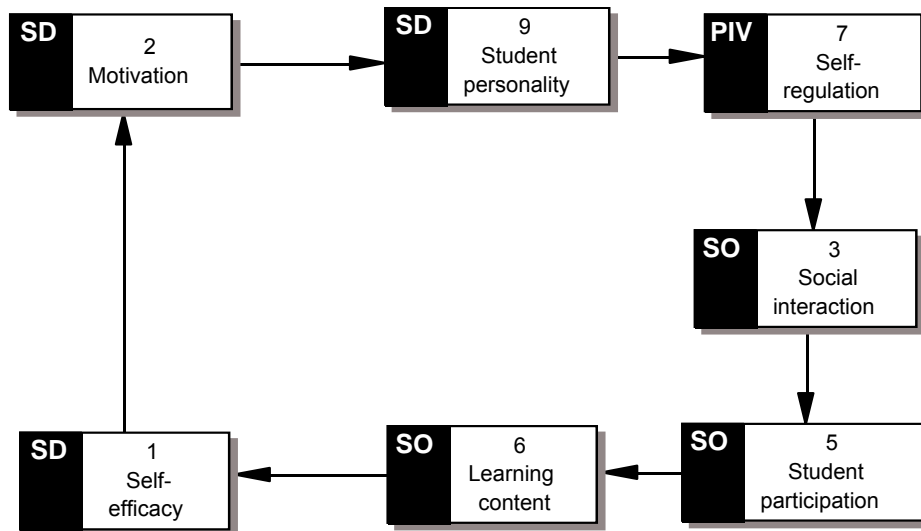 SD
2
Motivation
SD
9
Student
personality
PIV
7
Self-
regulation
SO
3
Social
interaction
SD
1
Self-
efficacy
SO
6
Learning
content
SO
5
Student
participation